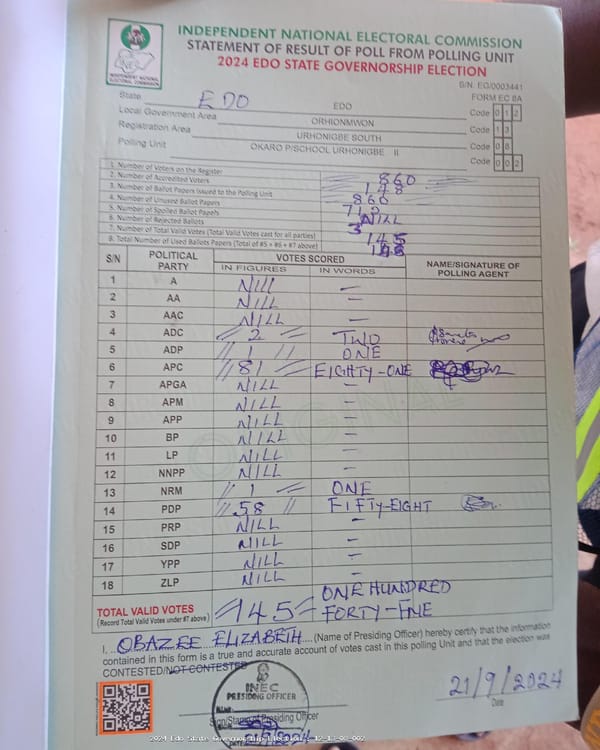 INEC
INDEPENDENT NATIONAL ELECTORAL COMMISSION
INDEPENDENT NATIONAL ELECTORAL COMMISSION
STATEMENT OF RESULT OF POLL FROM POLLING UNIT
2024 EDO STATE GOVERNORSHIP ELECTION
S/N. EG/0003441
FORM EC 8A
State EDO EDO Code 0 1 2
Local Government Area ORHIONMWON Code 1 3
Registration Area URHONIGBE SOUTH Code 0 8
Polling Unit OKARO P/SCHOOL URHONIGBE II Code 0 0 2
1. Number of Voters on the Register 860
2. Number of Accredited Voters 148
3. Number of Ballot Papers Issued to the Polling Unit 860
4. Number of Unused Ballot Papers 712
5. Number of Spoiled Ballot Papers NILL
6. Number of Rejected Ballots 3
7. Number of Total Valid Votes (Total Valid Votes cast for all parties) 145
8. Total Number of Used Ballots Papers (Total of #5 + #6 + #7 above) 148
S/N POLITICAL PARTY VOTES SCORED NAME/SIGNATURE OF POLLING AGENT
IN FIGURES IN WORDS
1 A NILL –
2 AA NILL –
3 AAC NILL –
4 ADC 2 TWO
5 ADP 1 ONE
6 APC 81 EIGHTY-ONE
7 APGA NILL –
8 APM NILL –
9 APP NILL –
10 BP NILL –
11 LP NILL –
12 NNPP NILL –
13 NRM 1 ONE
14 PDP 58 FIFTY-EIGHT
15 PRP NILL –
16 SDP NILL –
17 YPP NILL –
18 ZLP NILL –
TOTAL VALID VOTES 145 ONE HUNDRED
(Record Total Valid Votes under #7 above) FORTY-FIVE
I, OBAZEE ELIZABETH (Name of Presiding Officer) hereby certify that the information
contained in this form is a true and accurate account of votes cast in this polling Unit and that the election was
CONTESTED/NOT CONTESTED
INEC
PRESIDING OFFICER
Sign/Stamp of Presiding Officer
21/9/2024
Date